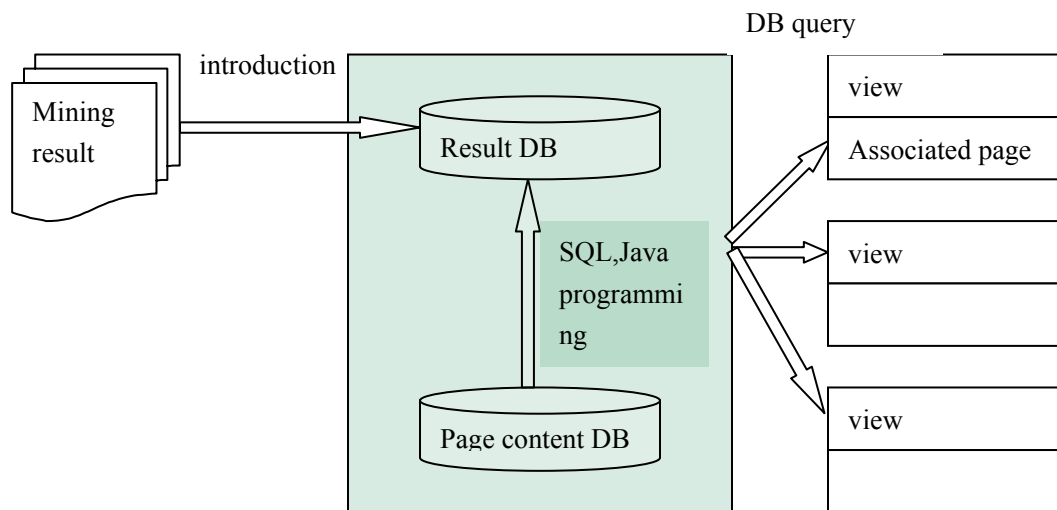 DB query
introduction
Mining
result
Result DB
SQL,Java
programmi
ng
Page content DB
view
Associated page
view
view